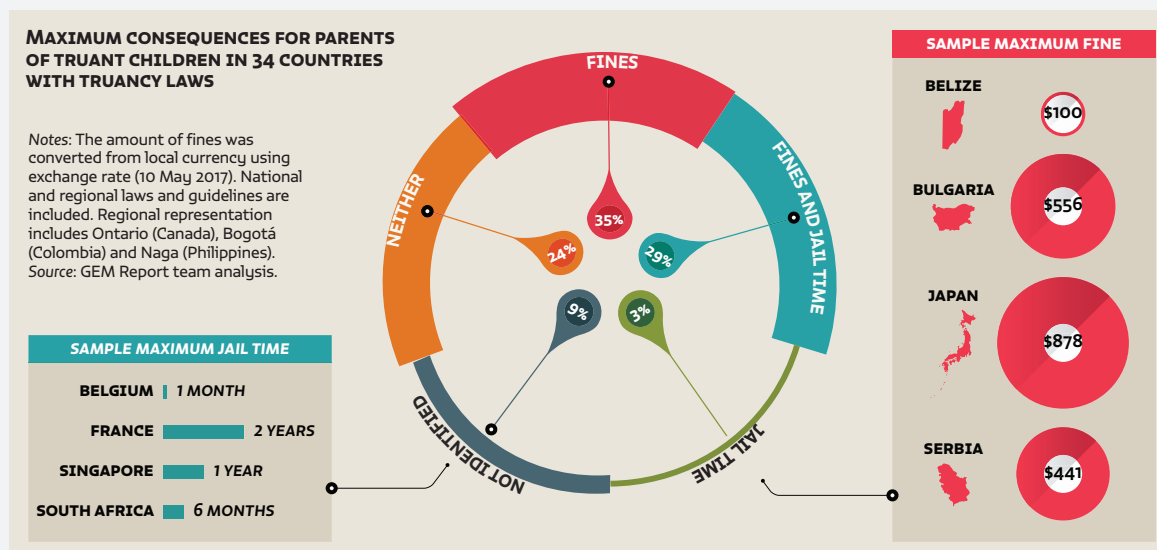 MAXIMUM CONSEQUENCES FOR PARENTS
OF TRUANT CHILDREN IN 34 COUNTRIES
WITH TRUANCY LAWS
Notes: The amount of fines was
converted from local currency using
exchange rate (10 May 2017). National
and regional laws and guidelines are
included. Regional representation
includes Ontario (Canada), Bogotá
(Colombia) and Naga (Philippines).
Source: GEM Report team analysis.
FINES
35%
FINES AND JAIL TIME
29%
JAIL TIME
3%
NOT IDENTIFIED
9%
NEITHER
24%
SAMPLE MAXIMUM JAIL TIME
BELGIUM 1 MONTH
FRANCE 2 YEARS
SINGAPORE 1 YEAR
SOUTH AFRICA 6 MONTHS
SAMPLE MAXIMUM FINE
BELIZE
$100
BULGARIA
$556
JAPAN
$878
SERBIA
$441